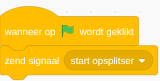 wanneer op wordt geklikt
zend signaal start opsplitser